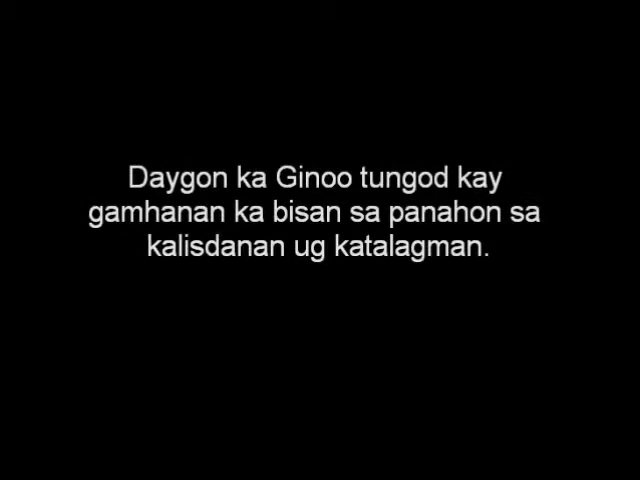 Daygon ka Ginoo tungod kay
gamhanan ka bisan sa panahon sa
kalisdanan ug katalagman.